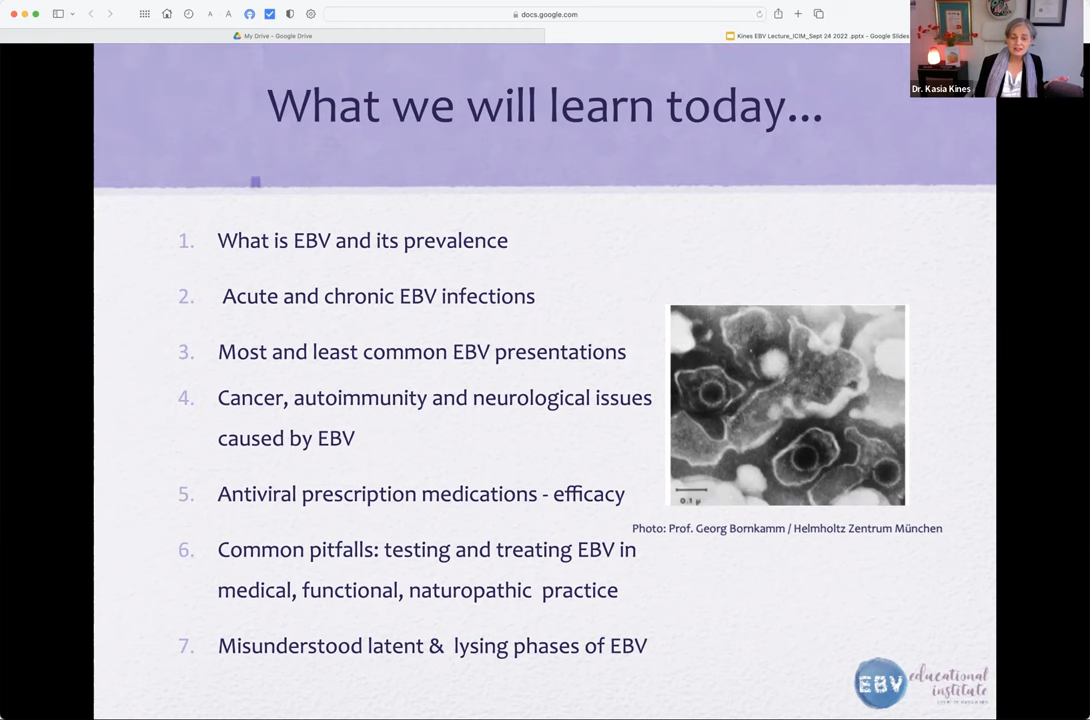 A A
docs.google.com
My Drive - Google Drive
Kines EBV Lecture_ICIM_Sept 24 2022 .pptx - Google Slides
Dr. Kasia Kines
What we will learn today...
1. What is EBV and its prevalence
2. Acute and chronic EBV infections
3. Most and least common EBV presentations
4. Cancer, autoimmunity and neurological issues
caused by EBV
5. Antiviral prescription medications - efficacy
0.1 μ
Photo: Prof. Georg Bornkamm / Helmholtz Zentrum München
6. Common pitfalls: testing and treating EBV in
medical, functional, naturopathic practice
7. Misunderstood latent & lysing phases of EBV
EBV educational
institute